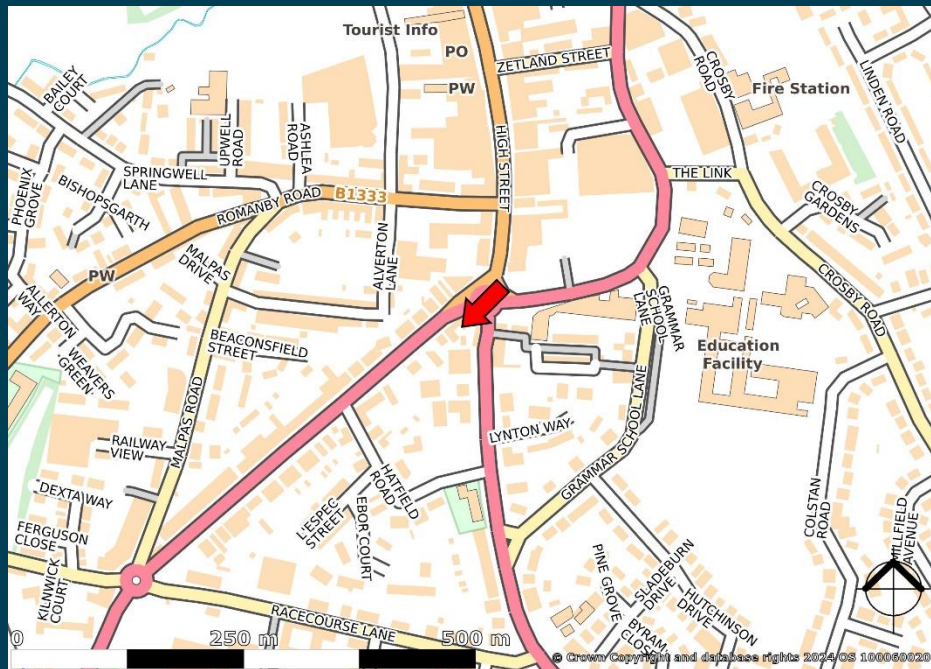 Tourist Info
PO
PW
ZETLAND STREET
CROSBY
ROAD
Fire Station
LINDEN ROAD
BAILEY
COURT
UPWELL
ROAD
ASHLEA
ROAD
HIGH STREET
THE LINK
PHOENIX
GROVE
BISHOPSGARTH
SPRINGWELL
LANE
ROMANBY ROAD
B1333
CROSBY
GARDENS
MALPAS
DRIVE
ALVERTON
LANE
CROSBY ROAD
PW
ALLERTON
WAY
GRAMMAR
SCHOOL
LANE
BEACONSFIELD
STREET
Education
Facility
WEAVERS
GREEN
MALPAS ROAD
GRAMMAR SCHOOL LANE
LYNTON WAY
RAILWAY
VIEW
HATFIELD
ROAD
DEXTA WAY
L'ESPEC
STREET
EBOR COURT
COLSTAN
ROAD
MILLFIELD
AVENUE
FERGUSON
CLOSE
KILNWICK
COURT
PINE GROVE
SLADEBURN
DRIVE
HUTCHINSON
DRIVE
BYRAM
CLOSE
RACECOURSE LANE
0 250 m 500 m
© Crown Copyright and database rights 2024 OS 100060020